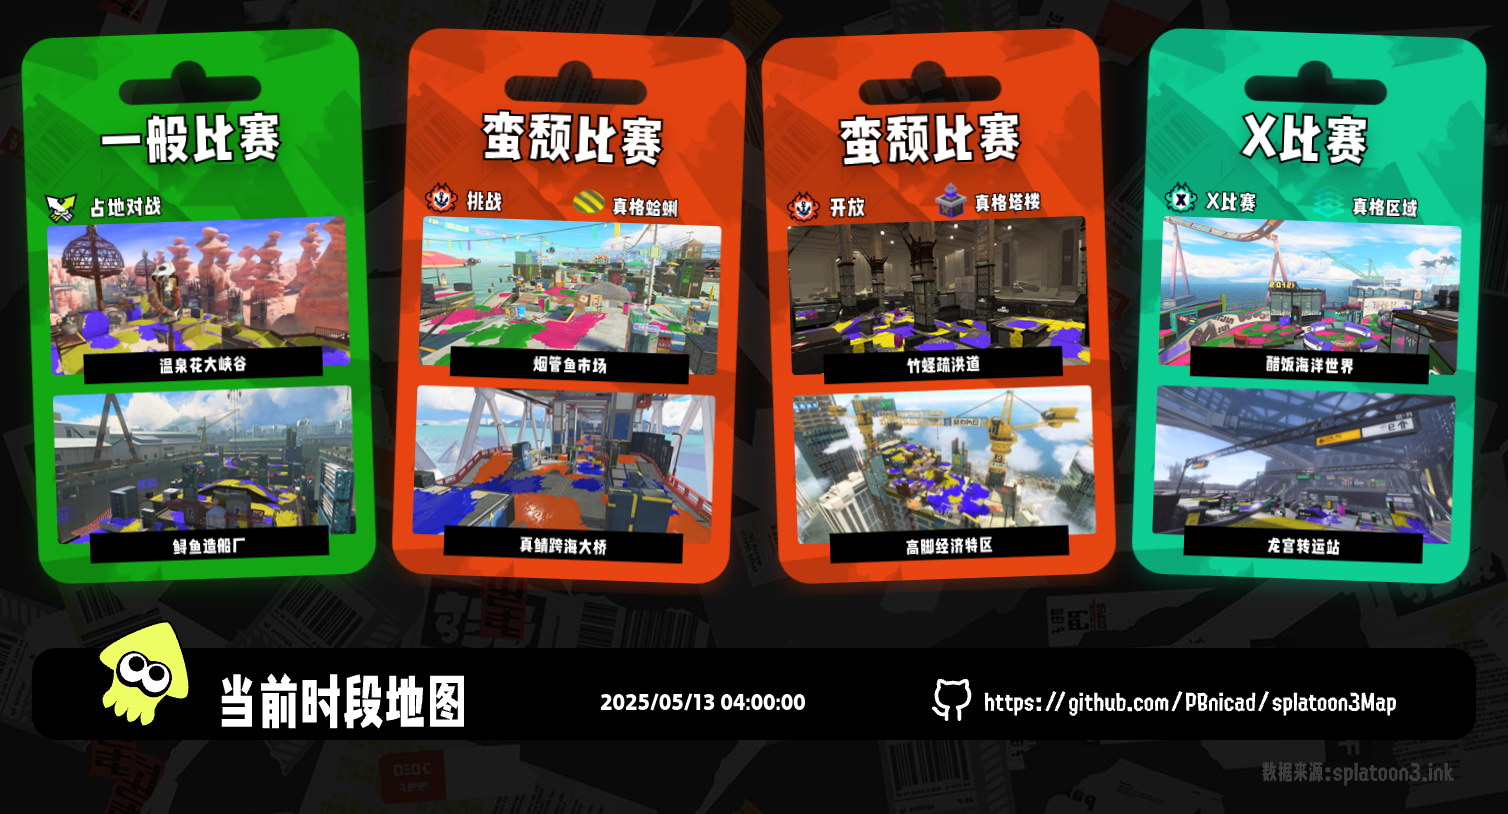 一般比赛
占地对战
温泉花大峡谷
鲟鱼造船厂
蛮颓比赛
挑战
真格蛤蜊
烟管鱼市场
真鲭跨海大桥
蛮颓比赛
开放
真格塔楼
竹蛏疏洪道
高脚经济特区
X比赛
X比赛
真格区域
醋饭海洋世界
龙宫转运站
当前时段地图
2025/05/13 04:00:00
https://github.com/PBnicad/splatoon3Map
数据来源:splatoon3.ink